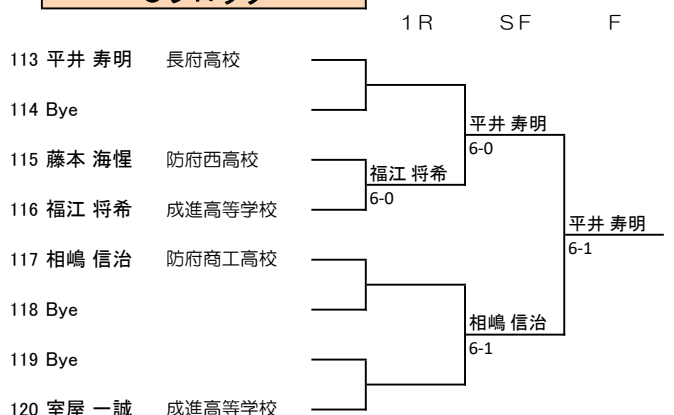 ブロック
1R SF F
113 平井 寿明 長府高校
114 Bye
平井 寿明
6-0
115 藤本 海惺 防府西高校
福江 将希
6-0
116 福江 将希 成進高等学校
平井 寿明
6-1
117 相嶋 信治 防府商工高校
118 Bye
相嶋 信治
6-1
119 Bye
120 室屋 一誠 成進高等学校